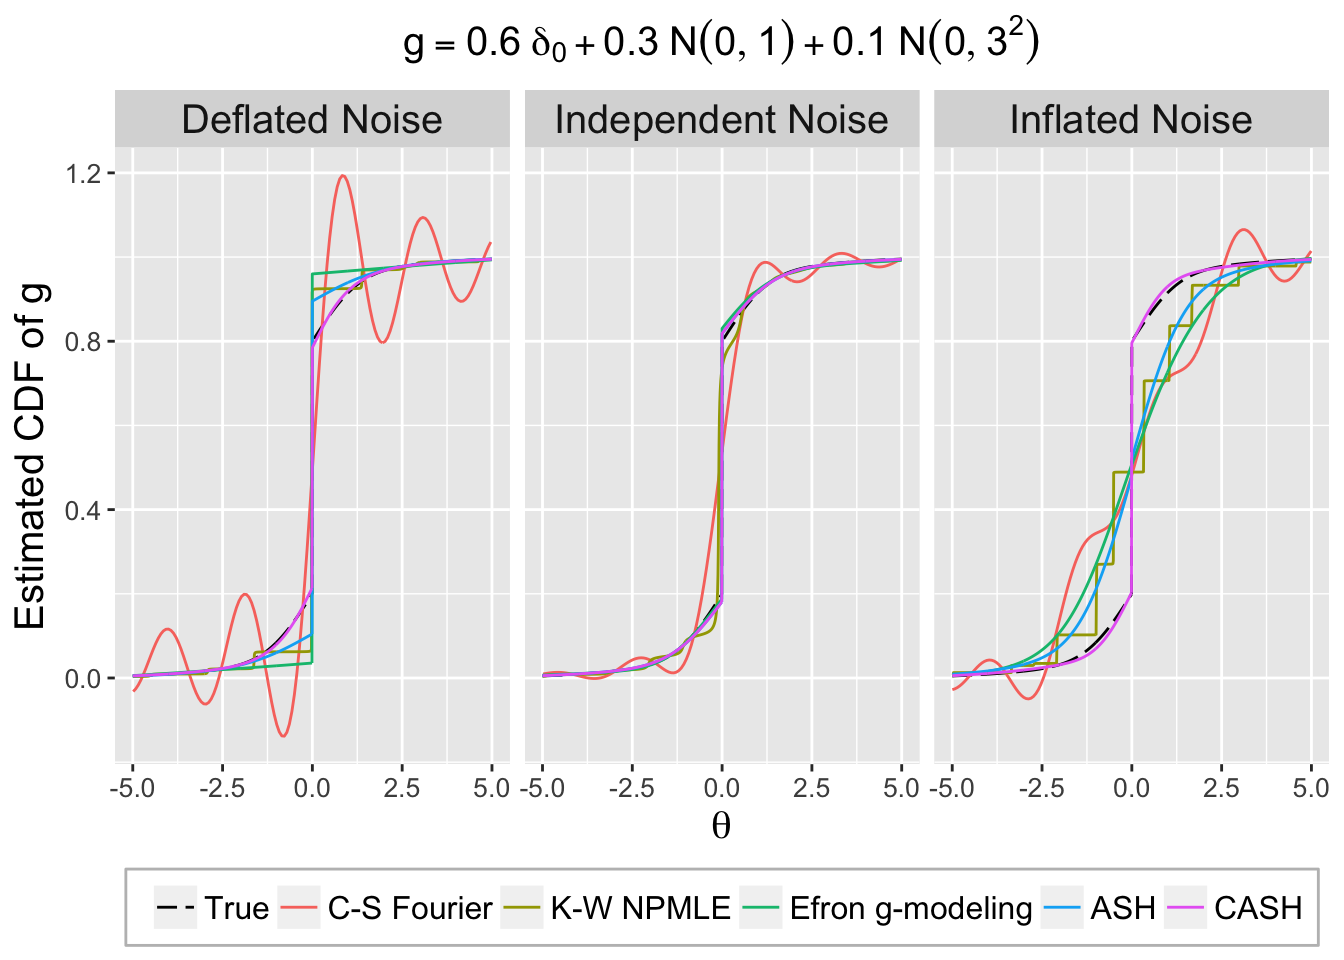 g = 0.6 δ₀ + 0.3 N(0, 1) + 0.1 N(0, 3²)
Deflated Noise Independent Noise Inflated Noise
1.2
0.8
0.4
0.0
Estimated CDF of g
-5.0 -2.5 0.0 2.5 5.0 -5.0 -2.5 0.0 2.5 5.0 -5.0 -2.5 0.0 2.5 5.0
θ
True C-S Fourier K-W NPMLE Efron g-modeling ASH CASH